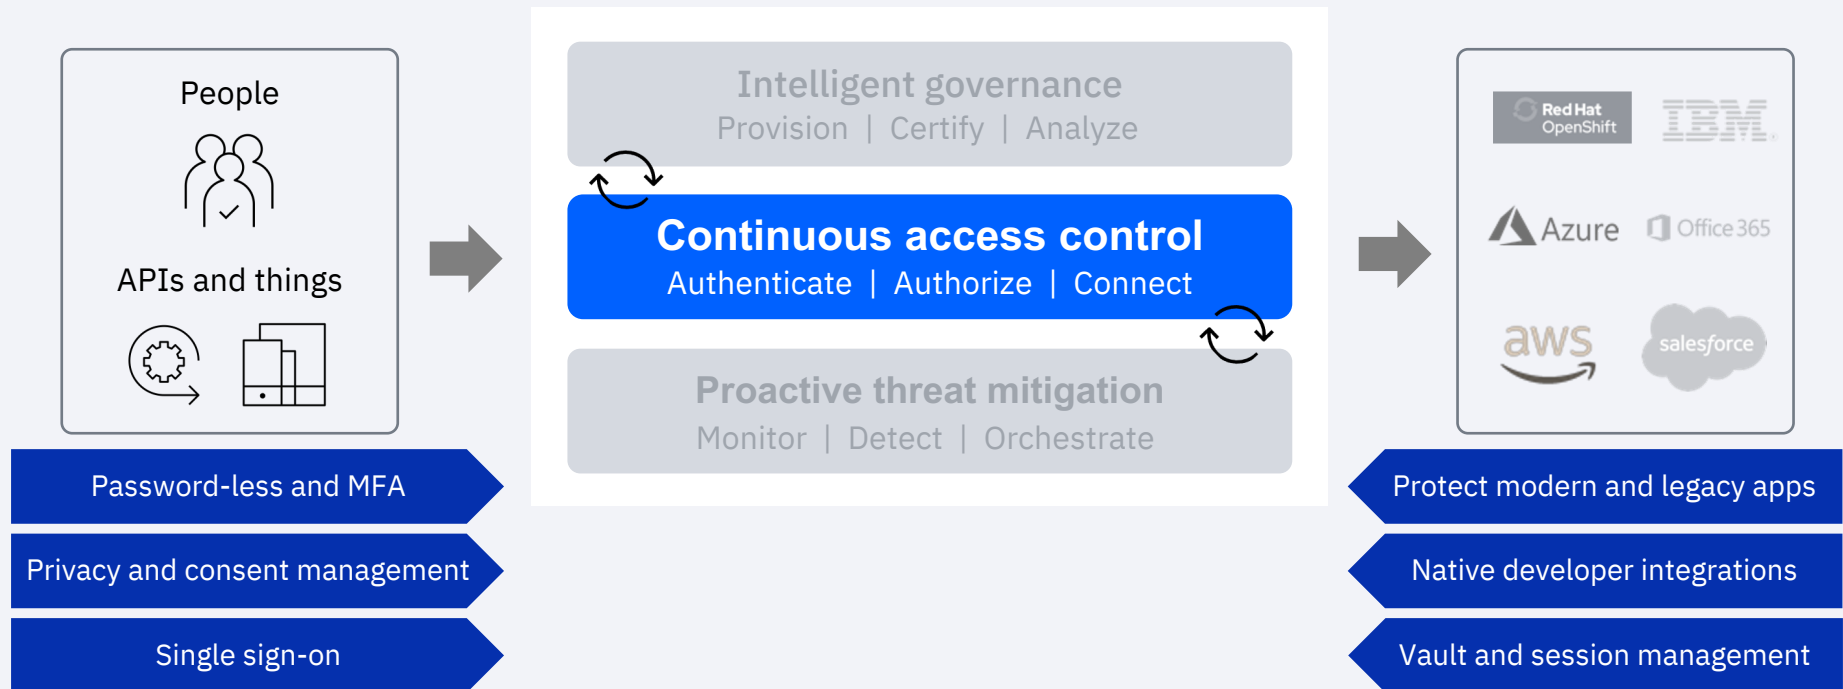 People
APIs and things
Intelligent governance
Provision | Certify | Analyze
Continuous access control
Authenticate | Authorize | Connect
Proactive threat mitigation
Monitor | Detect | Orchestrate
Red Hat
OpenShift
IBM
Azure
Office 365
aws
salesforce
Password-less and MFA
Privacy and consent management
Single sign-on
Protect modern and legacy apps
Native developer integrations
Vault and session management